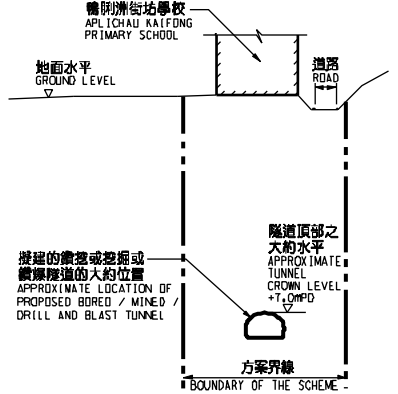 鴨脷洲街坊學校
APLICHAU KAIFONG
PRIMARY SCHOOL
地面水平
GROUND LEVEL
道路
ROAD
隧道頂部之
大約水平
APPROXIMATE
TUNNEL
CROWN LEVEL
+7.0mPD
擬建的鑽挖或挖掘或
鑽爆隧道的大約位置
APPROXIMATE LOCATION OF
PROPOSED BORED / MINED /
DRILL AND BLAST TUNNEL
方案界線
BOUNDARY OF THE SCHEME